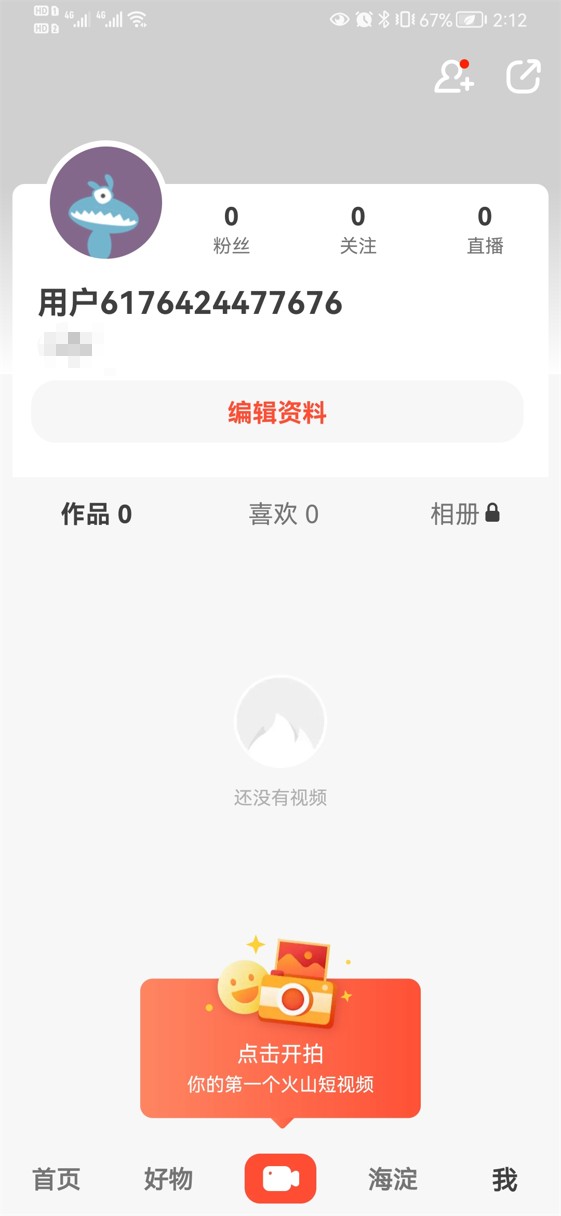 HD 1 4G 4G 67% 2:12
HD 2
0 0 0
粉丝 关注 直播
用户6176424477676
编辑资料
作品 0 喜欢 0 相册
还没有视频
点击开拍
你的第一个火山短视频
首页 好物 海淀 我